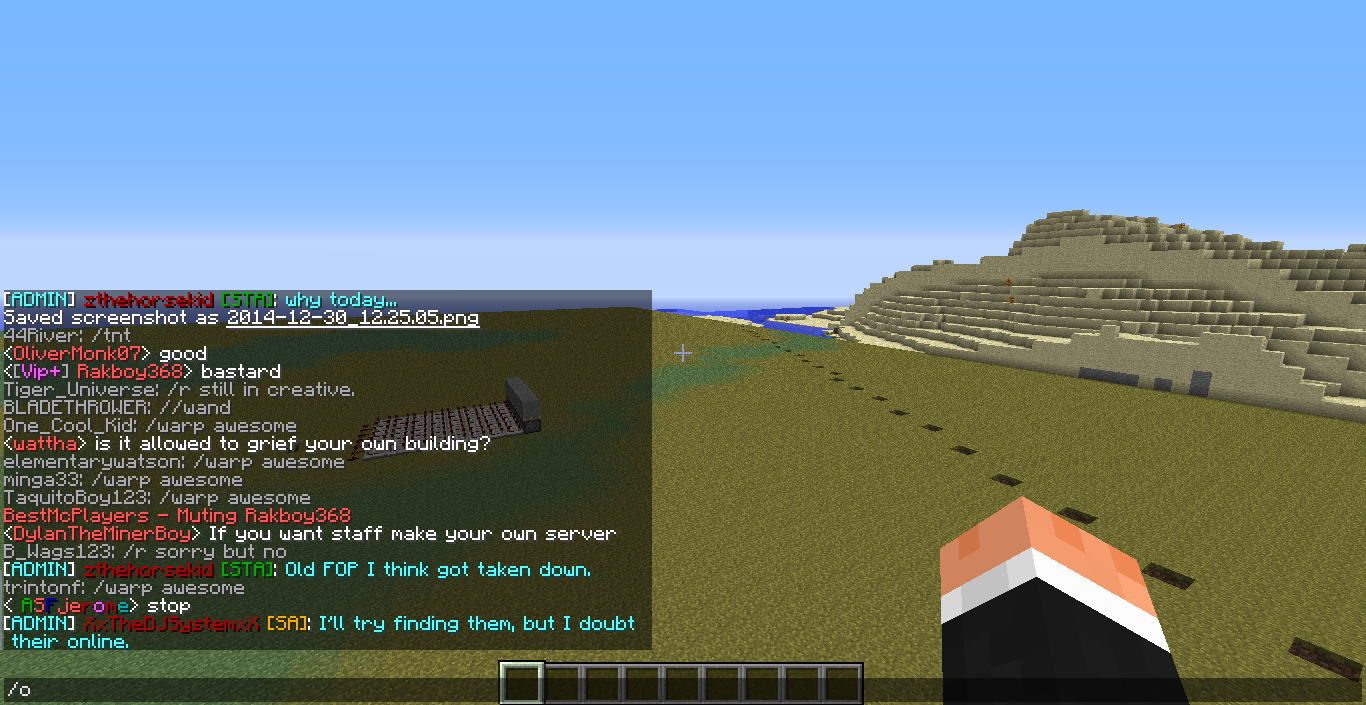 [ADMIN] zthehorsekid [STA]: why today...
Saved screenshot as 2014-12-30_12.25.05.png
44River: /tnt
<OliverMonk07> good
<[Vip+] Rakboy368> bastard
Tiger_Universe: /r still in creative.
BLADETHROWER: //wand
One_Cool_Kid: /warp awesome
<wattha> is it allowed to grief your own building?
elementarywatson: /warp awesome
minga33: /warp awesome
TaquitoBoy123: /warp awesome
BestMcPlayers - Muting Rakboy368
<DylanTheMinerBoy> If you want staff make your own server
B_Wags123: /r sorry but no
[ADMIN] zthehorsekid [STA]: Old FOP I think got taken down.
trintonf: /warp awesome
< ASFjerome> stop
[ADMIN] XxTheDJSystemxX [SA]: I'll try finding them, but I doubt
their online.
/o